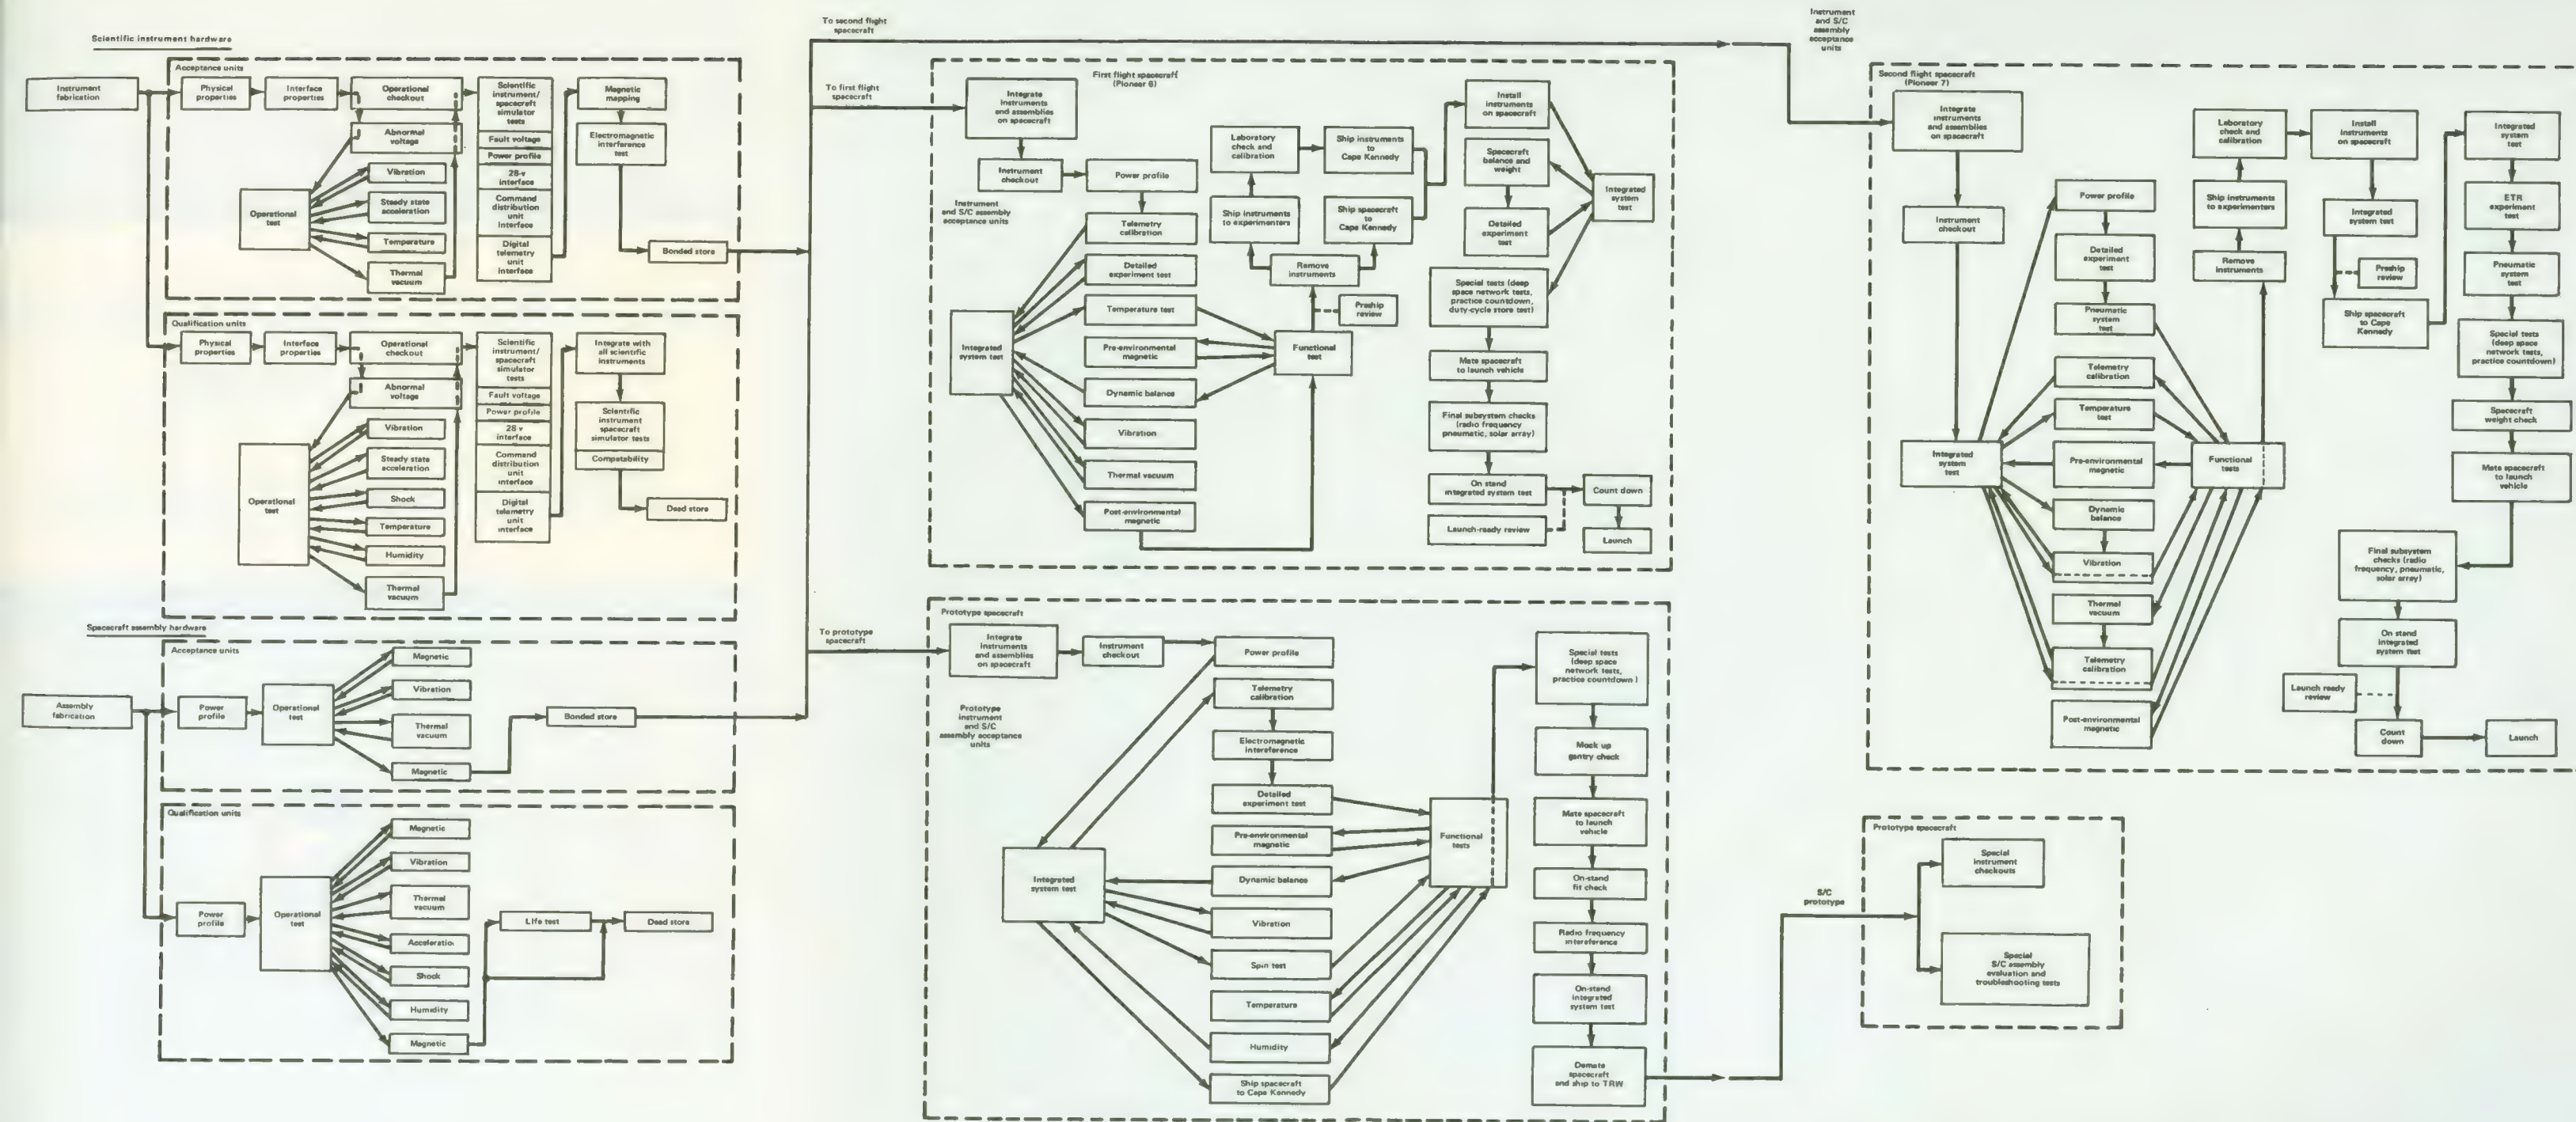 Scientific instrument hardware
Instrument
fabrication
Acceptance units
Physical
properties
Interface
properties
Operational
checkout
Abnormal
voltage
Operational
test
Vibration
Steady state
acceleration
Temperature
Thermal
vacuum
Scientific
instrument/
spacecraft
simulator
tests
Fault voltage
Power profile
28-v
interface
Command
distribution
unit
interface
Digital
telemetry
unit
interface
Magnetic
mapping
Electromagnetic
interference
test
Bonded store
Qualification units
Physical
properties
Interface
properties
Operational
checkout
Abnormal
voltage
Operational
test
Vibration
Steady state
acceleration
Shock
Temperature
Humidity
Thermal
vacuum
Scientific
instrument/
spacecraft
simulator
tests
Fault voltage
Power profile
28 v
interface
Command
distribution
unit
interface
Digital
telemetry
unit
interface
Integrate with
all scientific
instruments
Scientific
instrument
spacecraft
simulator tests
Compatability
Dead store
Spacecraft assembly hardware
Assembly
fabrication
Acceptance units
Power
profile
Operational
test
Magnetic
Vibration
Thermal
vacuum
Magnetic
Bonded store
Qualification units
Power
profile
Operational
test
Magnetic
Vibration
Thermal
vacuum
Acceleration
Shock
Humidity
Magnetic
Life test
Dead store
To second flight
spacecraft
To first flight
spacecraft
To prototype
spacecraft
First flight spacecraft
(Pioneer 6)
Integrate
instruments
and assemblies
on spacecraft
Instrument
checkout
Power profile
Instrument
and S/C assembly
acceptance units
Telemetry
calibration
Detailed
experiment test
Temperature test
Pre-environmental
magnetic
Dynamic balance
Vibration
Thermal vacuum
Post-environmental
magnetic
Integrated
system test
Functional
test
Preship
review
Remove
instruments
Ship instruments
to experimenters
Laboratory
check and
calibration
Ship instruments
to
Cape Kennedy
Ship spacecraft
to
Cape Kennedy
Install
instruments
on spacecraft
Spacecraft
balance and
weight
Detailed
experiment
test
Integrated
system
test
Special tests (deep
space network tests,
practice countdown,
duty-cycle store test)
Mate spacecraft
to launch vehicle
Final subsystem checks
(radio frequency
pneumatic, solar array)
On stand
integrated system test
Launch-ready review
Count down
Launch
Prototype spacecraft
Integrate
instruments
and assemblies
on spacecraft
Instrument
checkout
Power profile
Prototype
instrument
and S/C
assembly acceptance
units
Telemetry
calibration
Electromagnetic
intereference
Detailed
experiment test
Pre-environmental
magnetic
Dynamic balance
Vibration
Spin test
Temperature
Humidity
Ship spacecraft
to Cape Kennedy
Integrated
system test
Functional
tests
Special tests
(deep space
network tests,
practice countdown )
Mock up
gantry check
Mate spacecraft
to launch
vehicle
On-stand
fit check
Radio frequency
intereference
On-stand
integrated
system test
Demate
spacecraft
and ship to TRW
Instrument
and S/C
assembly
acceptance
units
Second flight spacecraft
(Pioneer 7)
Integrate
instruments
and assemblies
on spacecraft
Instrument
checkout
Integrated
system
test
Power profile
Detailed
experiment
test
Pneumatic
system
test
Telemetry
calibration
Temperature
test
Pre-environmental
magnetic
Dynamic
balance
Vibration
Thermal
vacuum
Telemetry
calibration
Post-environmental
magnetic
Functional
tests
Remove
instruments
Ship instruments
to experimenters
Laboratory
check and
calibration
Install
instruments
on spacecraft
Integrated
system test
Preship
review
Ship spacecraft
to Cape
Kennedy
Integrated
system
test
ETR
experiment
test
Pneumatic
system
test
Special tests
(deep space
network tests,
practice countdown)
Spacecraft
weight check
Mate spacecraft
to launch
vehicle
Final subsystem
checks (radio
frequency, pneumatic,
solar array)
On stand
integrated
system test
Launch ready
review
Count
down
Launch
S/C
prototype
Prototype spacecraft
Special
instrument
checkouts
Special
S/C assembly
evaluation and
troubleshooting tests